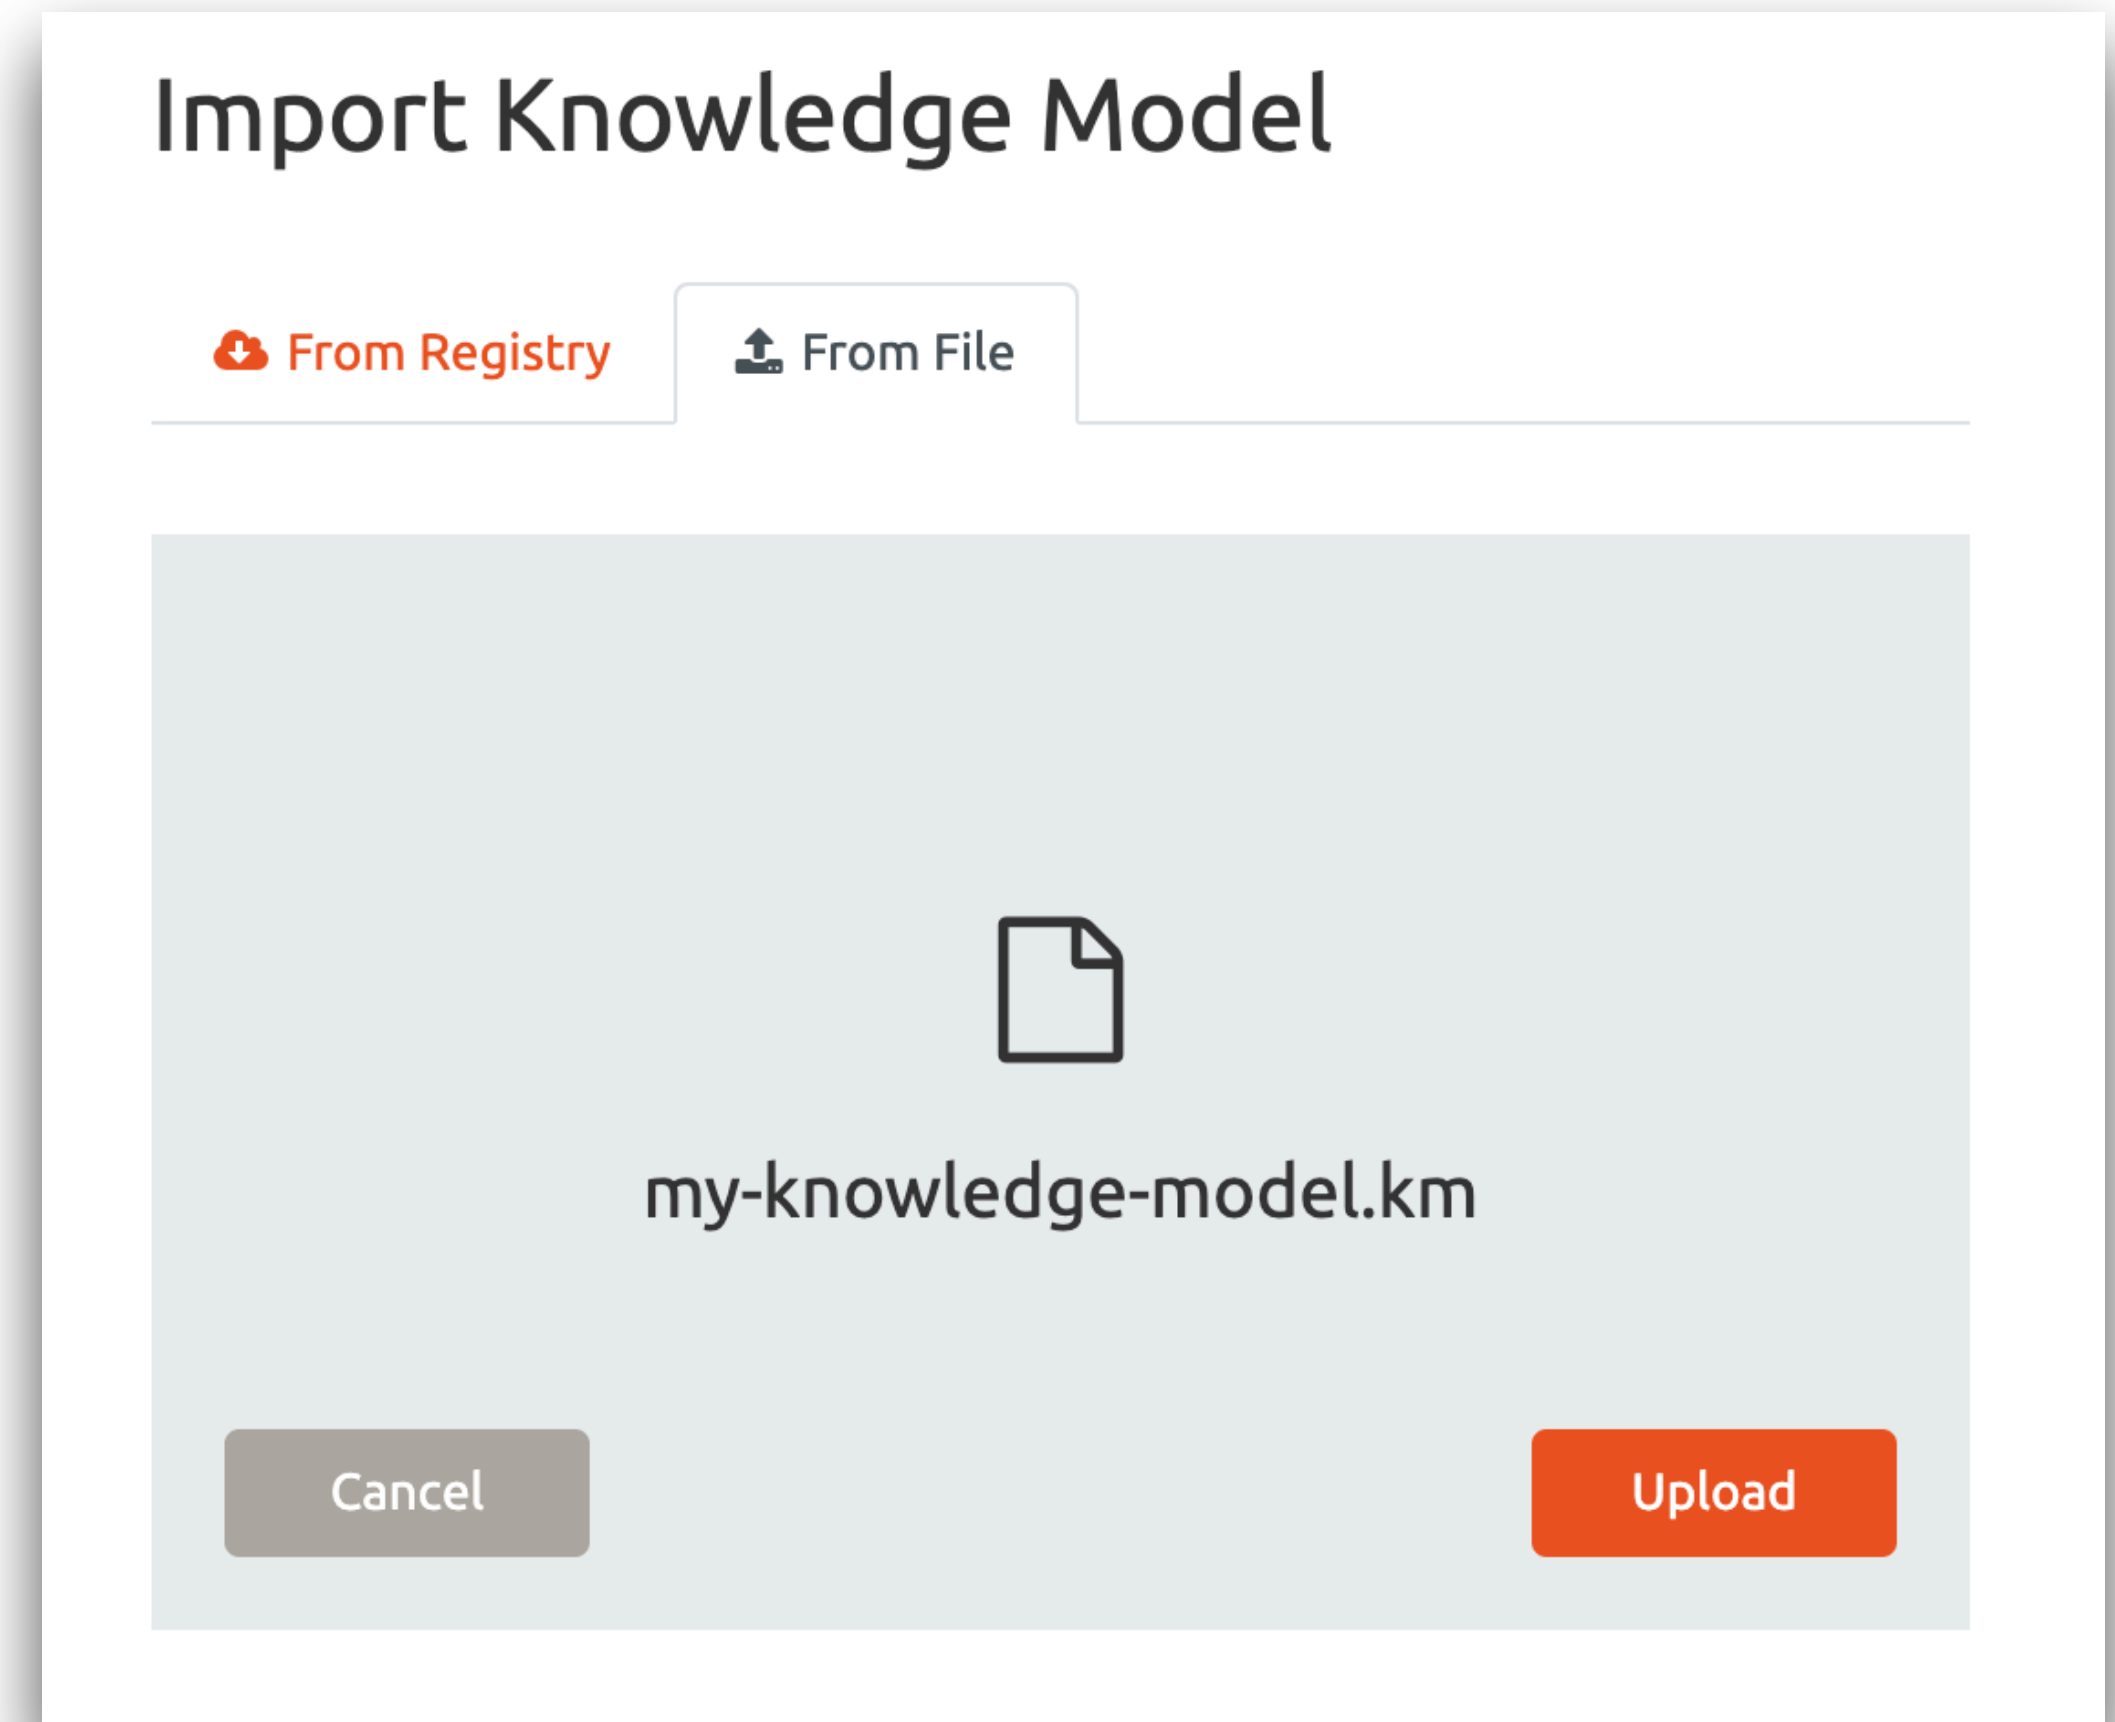 Import Knowledge Model
From Registry
From File
my-knowledge-model.km
Cancel
Upload